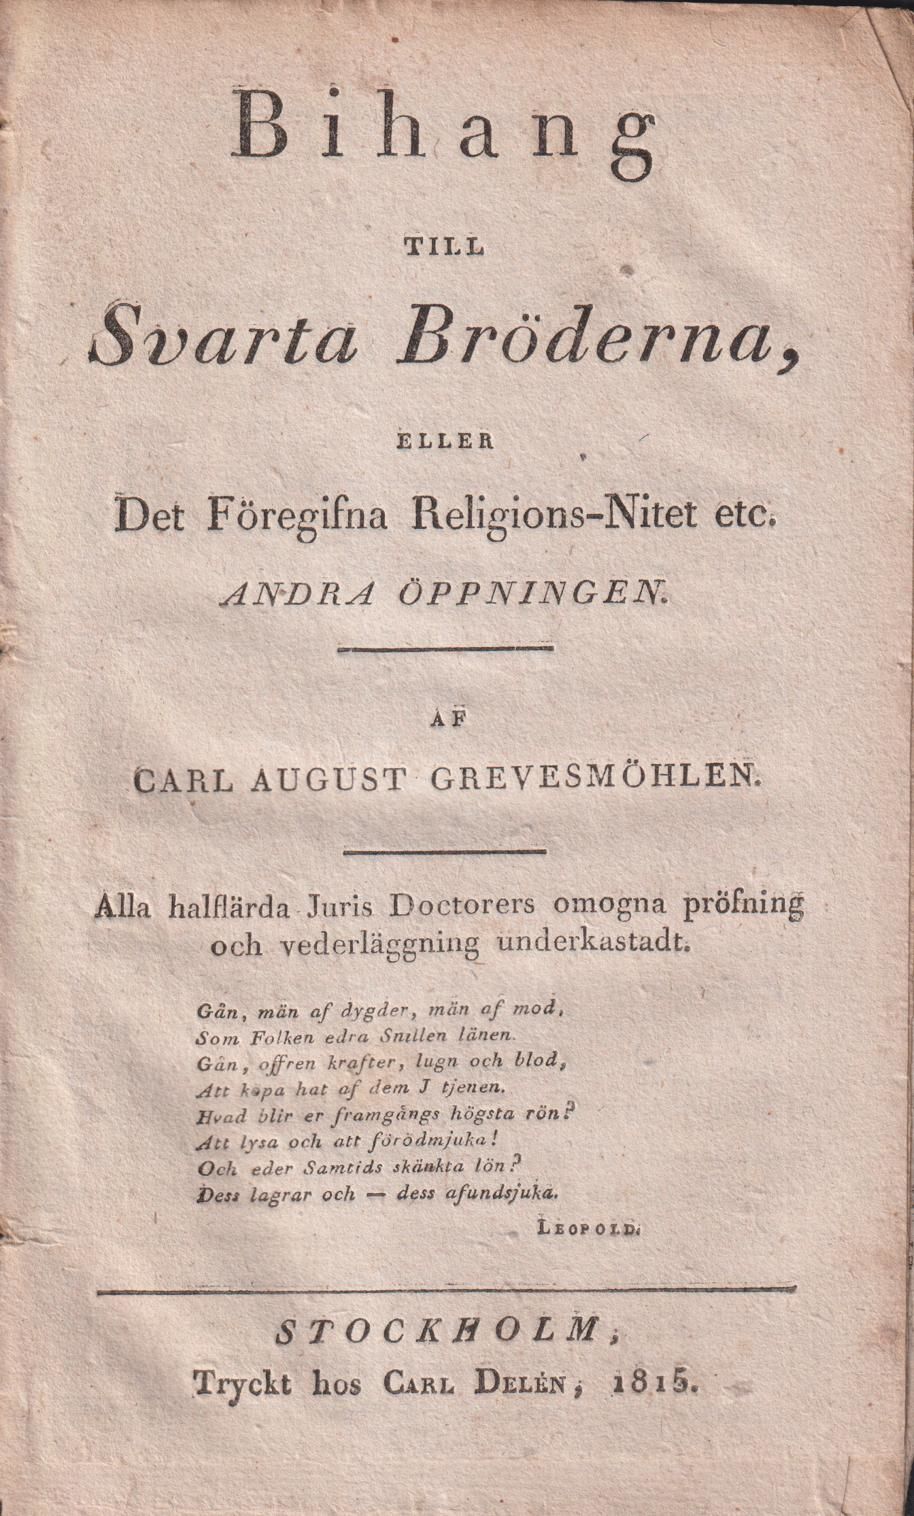 Bihang
TILL
Svarta Bröderna,
ELLER
Det Föregifna Religions-Nitet etc.
ANDRA ÖPPNINGEN.
AF
CARL AUGUST GREVESMÖHLEN.
Alla halflärda Juris Doctorers omogna pröfning
och vederläggning underkastadt.
Gån, män af dygder, män af mod,
Som Folken edra Snillen länen.
Gån, offren krafter, lugn och blod,
Att köpa hat af dem J tjenen.
Hvad blir er framgångs högsta rön?
Att lysa och att förödmjuka!
Och eder Samtids skänkta lön?
Dess lagrar och — dess afundsjuka.
LEOPOLD.
STOCKHOLM,
Tryckt hos CARL DELÉN, 1815.